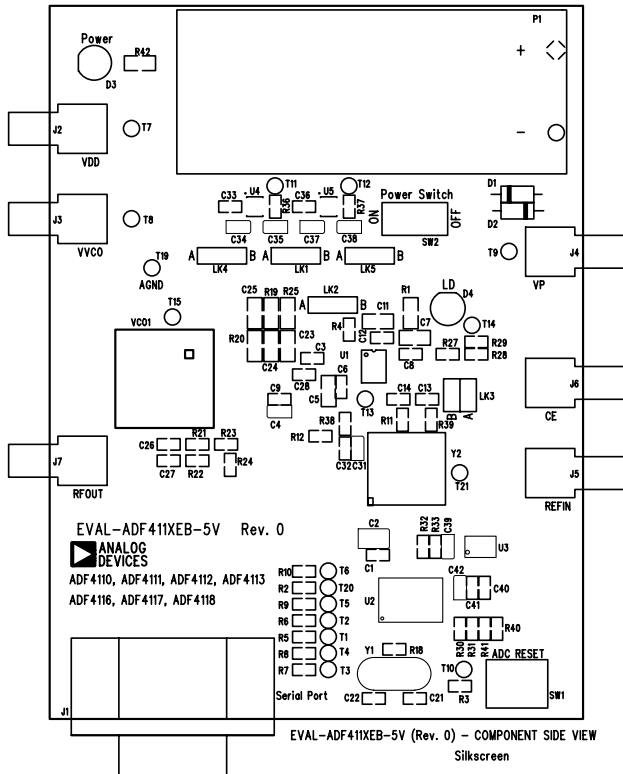 P1
Power
R42
D3
+
-
J2
T7
VDD
J3
T8
VVCO
T19
AGND
T11
T12
C33
U4
R36
C36
U5
R37
Power Switch
ON
OFF
SW2
D1
D2
C34
C35
C37
C38
A
B
LK4
A
B
LK1
A
B
LK5
T9
J4
VP
C25
R19
R25
A
LK2
B
LD
D4
T15
VCO1
R4
C11
C12
R1
C7
T14
R20
C24
C23
C3
U1
C8
R27
R29
R28
C28
C6
C5
C9
C4
T13
C14
C13
LK3
B
A
J6
CE
R38
R11
R39
R12
C32
C31
Y2
T21
C26
R21
R23
C27
R22
R24
J7
RFOUT
J5
REFIN
EVAL-ADF411XEB-5V Rev. 0
ANALOG
DEVICES
ADF4110, ADF4111, ADF4112, ADF4113
ADF4116, ADF4117, ADF4118
C2
C1
R32
R33
C39
U3
R10
T6
R2
T20
R9
T5
R6
T2
R5
T1
R8
T4
R7
T3
U2
C42
C41
C40
R30
R31
R41
R40
Y1
R18
T10
ADC RESET
R3
SW1
Serial Port
C22
C21
J1
EVAL-ADF411XEB-5V (Rev. 0) - COMPONENT SIDE VIEW
Silkscreen